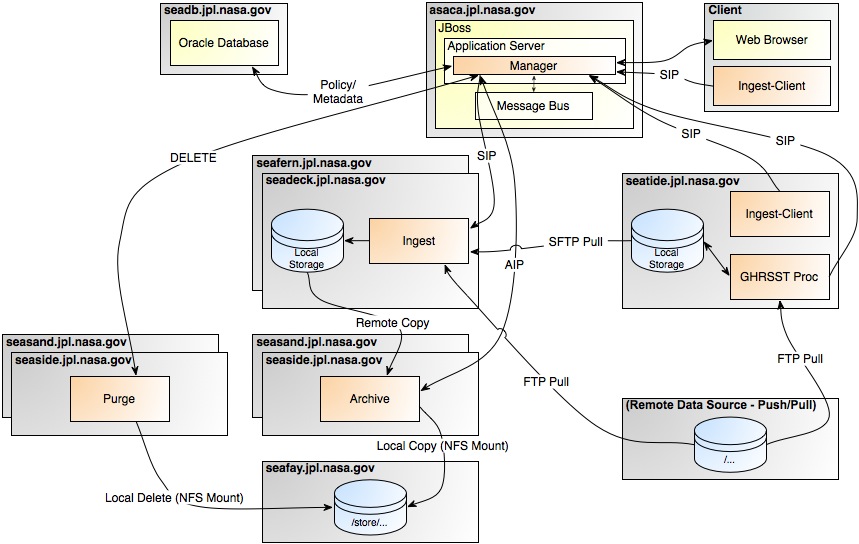 seadb.jpl.nasa.gov
Oracle Database
asaca.jpl.nasa.gov
JBoss
Application Server
Manager
Message Bus
Client
Web Browser
Ingest-Client
SIP
Policy/
Metadata
DELETE
SIP
SIP
SIP
seafern.jpl.nasa.gov
seadeck.jpl.nasa.gov
Local
Storage
Ingest
SFTP Pull
AIP
seatide.jpl.nasa.gov
Ingest-Client
Local
Storage
GHRSST Proc
Remote Copy
seasand.jpl.nasa.gov
seaside.jpl.nasa.gov
Purge
seasand.jpl.nasa.gov
seaside.jpl.nasa.gov
Archive
FTP Pull
FTP Pull
(Remote Data Source - Push/Pull)
/...
Local Copy (NFS Mount)
seafay.jpl.nasa.gov
Local Delete (NFS Mount)
/store/...